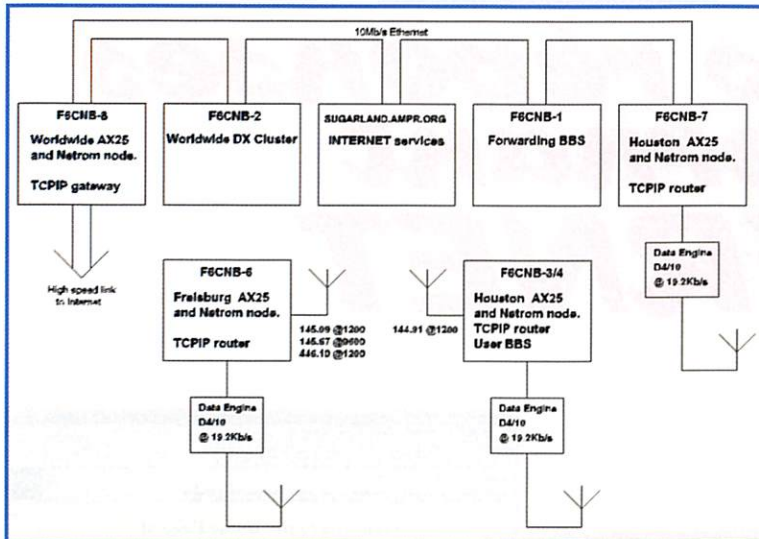 10Mb/s Ethernet
F6CNB-8
Worldwide AX25
and Netrom node.
TCPIP gateway
F6CNB-2
Worldwide DX Cluster
SUGARLAND.AMPR.ORG
INTERNET services
F6CNB-1
Forwarding BBS
F6CNB-7
Houston AX25
and Netrom node.
TCPIP router
High speed link
to Internet
F6CNB-6
Freisburg AX25
and Netrom node.
TCPIP router
145.09 @1200
145.67 @9600
446.10 @1200
144.91 @1200
F6CNB-3/4
Houston AX25
and Netrom node.
TCPIP router
User BBS
Data Engine
D4/10
@ 19.2Kb/s
Data Engine
D4/10
@ 19.2Kb/s
Data Engine
D4/10
@ 19.2Kb/s